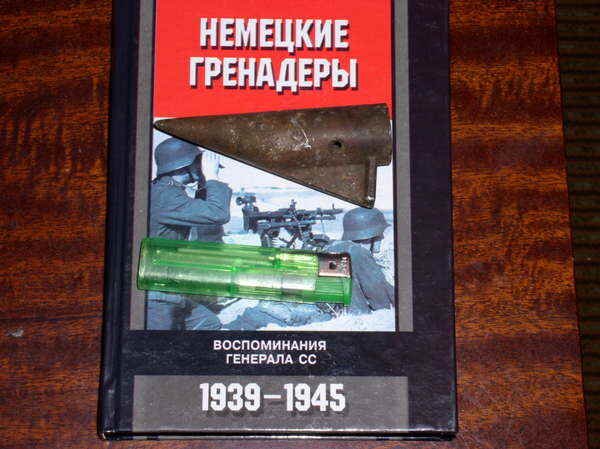 НЕМЕЦКИЕ
ГРЕНАДЕРЫ
ВОСПОМИНАНИЯ
ГЕНЕРАЛА СС
1939–1945